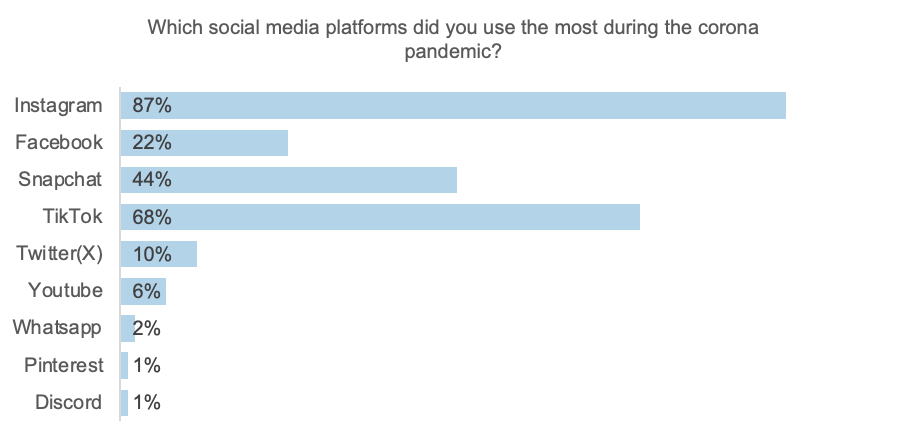 Which social media platforms did you use the most during the corona
pandemic?
Instagram 87%
Facebook 22%
Snapchat 44%
TikTok 68%
Twitter(X) 10%
Youtube 6%
Whatsapp 2%
Pinterest 1%
Discord 1%